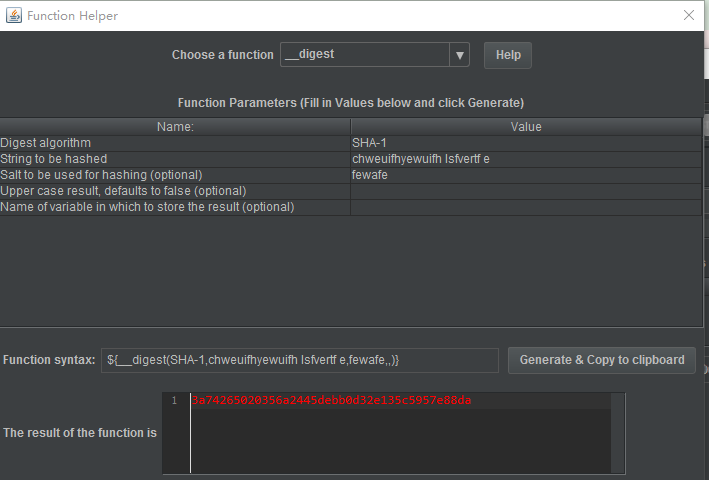 Function Helper
Choose a function __digest Help
Function Parameters (Fill in Values below and click Generate)
Name: Value
Digest algorithm SHA-1
String to be hashed chweuifhyewuifh lsfvertf e
Salt to be used for hashing (optional) fewafe
Upper case result, defaults to false (optional)
Name of variable in which to store the result (optional)
Function syntax: ${__digest(SHA-1,chweuifhyewuifh lsfvertf e,fewafe,,)} Generate & Copy to clipboard
1 3a74265020356a2445debb0d32e135c5957e88da
The result of the function is